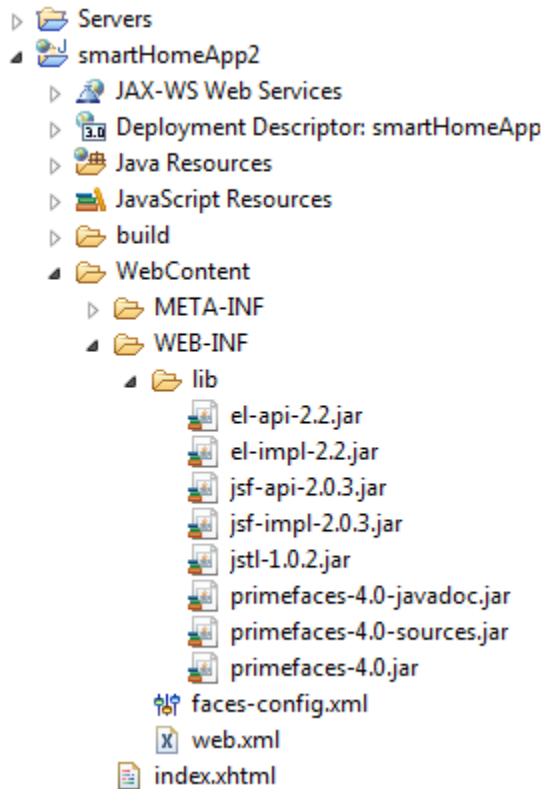 Servers
smartHomeApp2
JAX-WS Web Services
3.0 Deployment Descriptor: smartHomeApp
Java Resources
JavaScript Resources
build
WebContent
META-INF
WEB-INF
lib
el-api-2.2.jar
el-impl-2.2.jar
jsf-api-2.0.3.jar
jsf-impl-2.0.3.jar
jstl-1.0.2.jar
primefaces-4.0-javadoc.jar
primefaces-4.0-sources.jar
primefaces-4.0.jar
faces-config.xml
X web.xml
index.xhtml